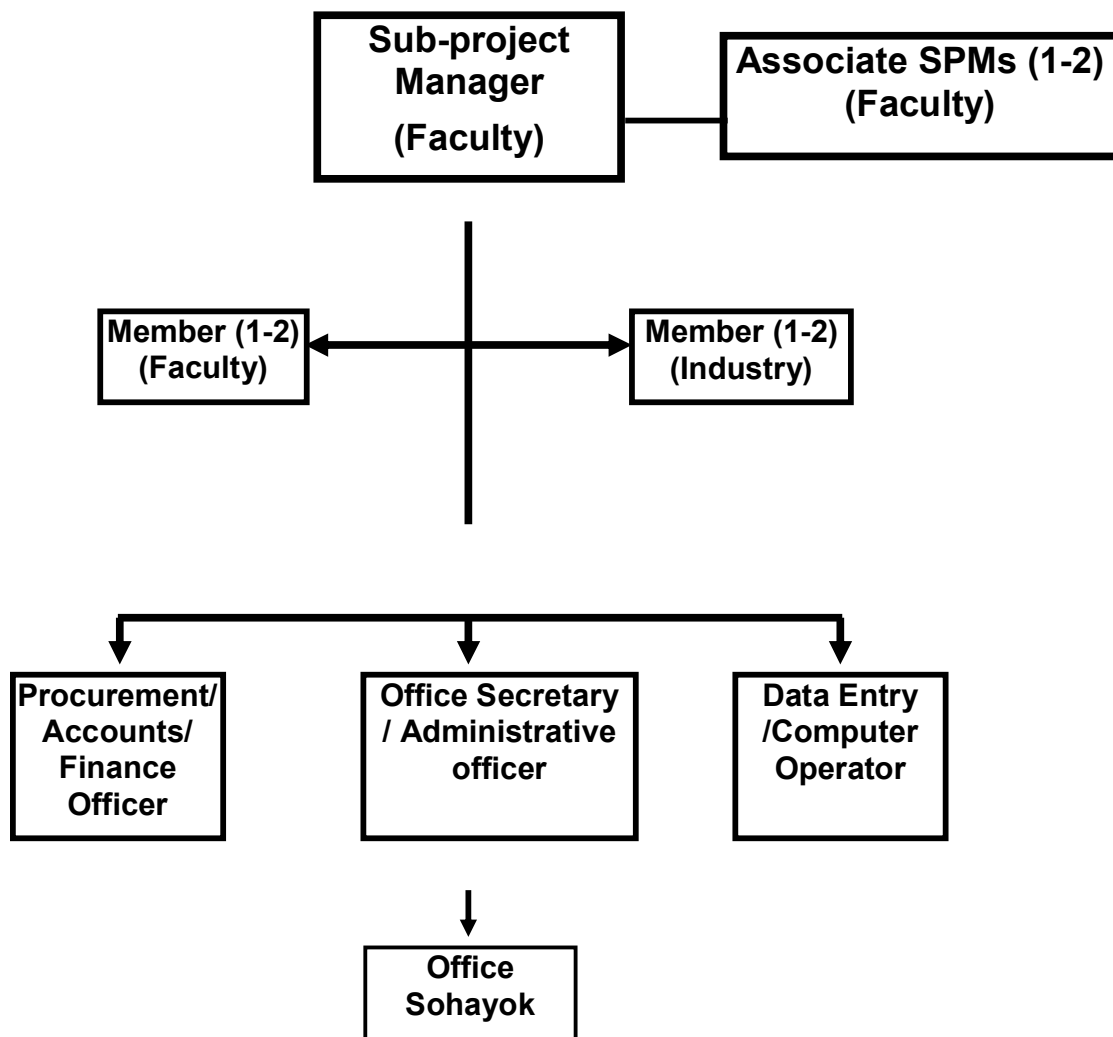 Sub-project
Manager
(Faculty)
Associate SPMs (1-2)
(Faculty)
Member (1-2)
(Faculty)
Member (1-2)
(Industry)
Procurement/
Accounts/
Finance
Officer
Office Secretary
/ Administrative
officer
Data Entry
/Computer
Operator
Office
Sohayok